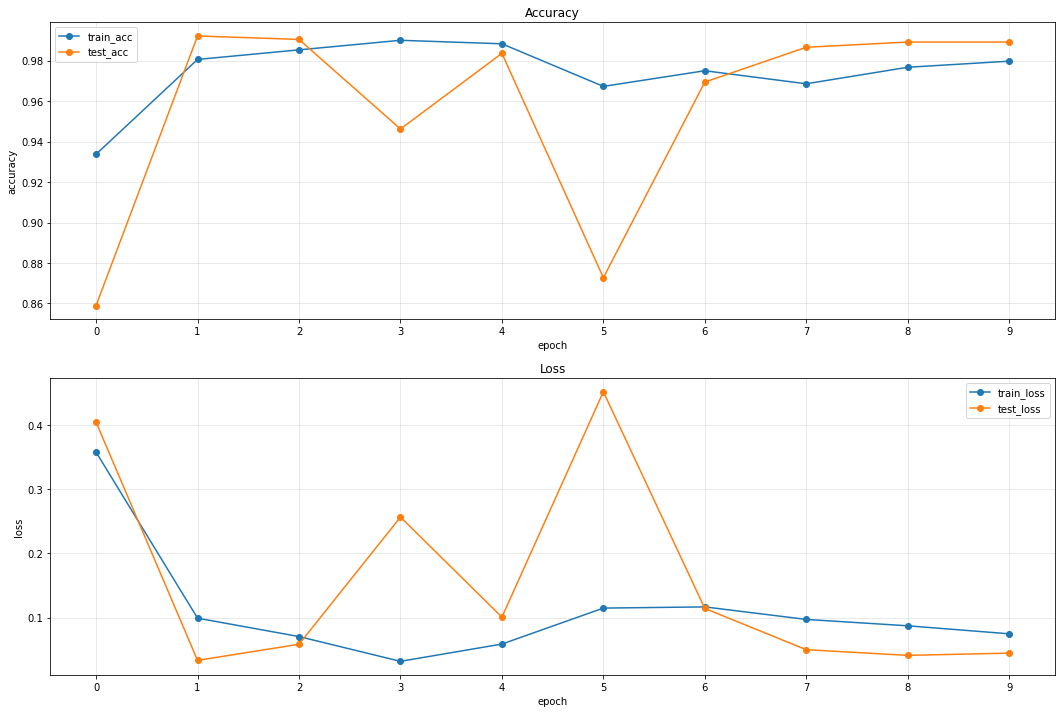 Accuracy
train_acc
test_acc
accuracy
0.98
0.96
0.94
0.92
0.90
0.88
0.86
0 1 2 3 4 5 6 7 8 9
epoch
Loss
train_loss
test_loss
loss
0.4
0.3
0.2
0.1
0 1 2 3 4 5 6 7 8 9
epoch